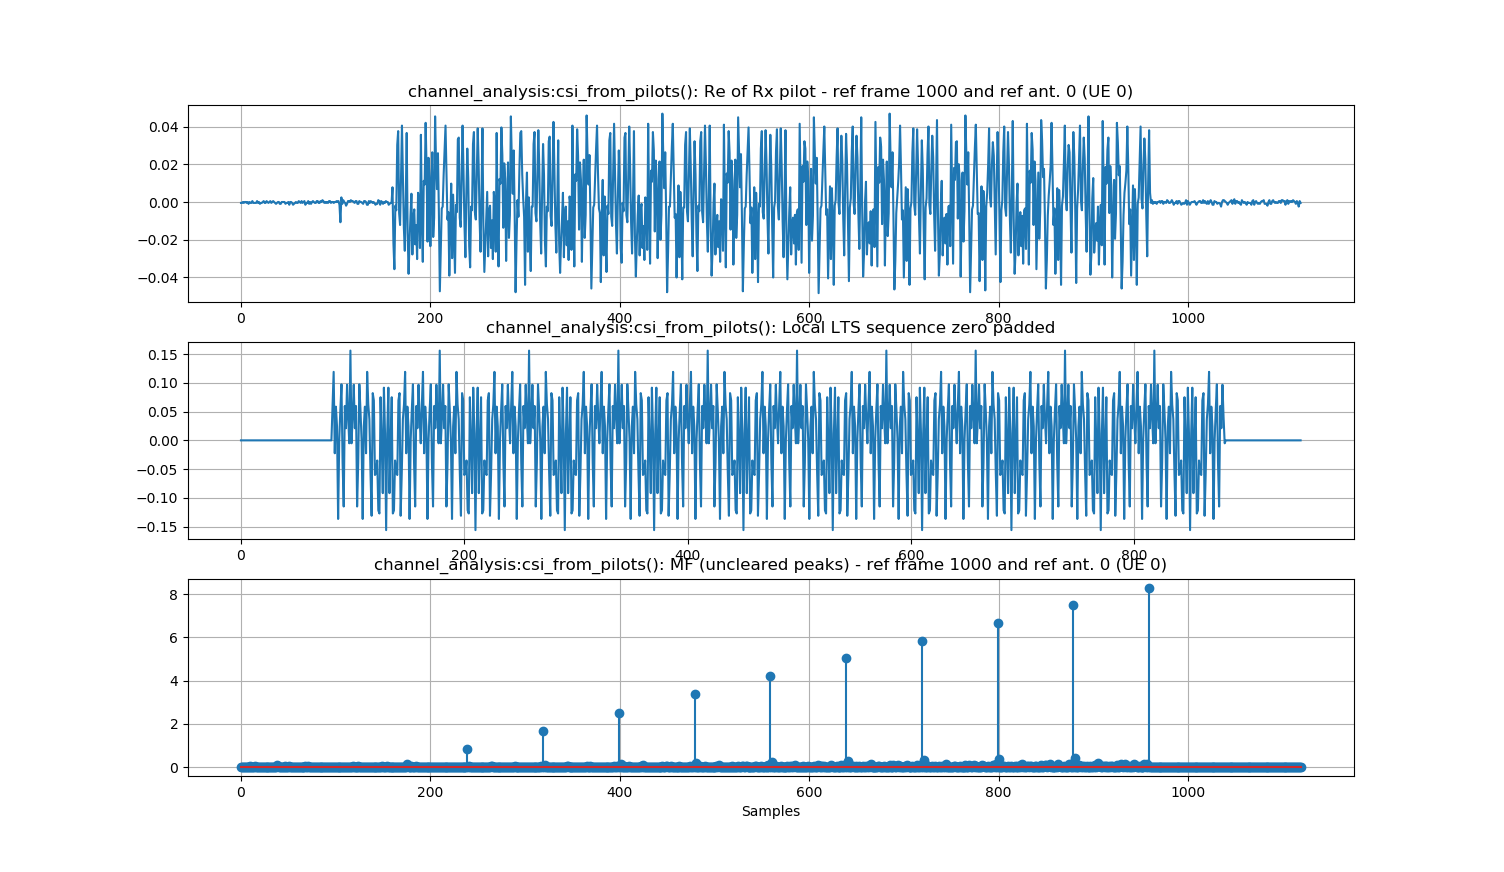 channel_analysis:csi_from_pilots(): Re of Rx pilot - ref frame 1000 and ref ant. 0 (UE 0)
0.04
0.02
0.00
−0.02
−0.04
0 200 400 600 800 1000
channel_analysis:csi_from_pilots(): Local LTS sequence zero padded
0.15
0.10
0.05
0.00
−0.05
−0.10
−0.15
0 200 400 600 800
channel_analysis:csi_from_pilots(): MF (uncleared peaks) - ref frame 1000 and ref ant. 0 (UE 0)
8
6
4
2
0
0 200 400 600 800 1000
Samples